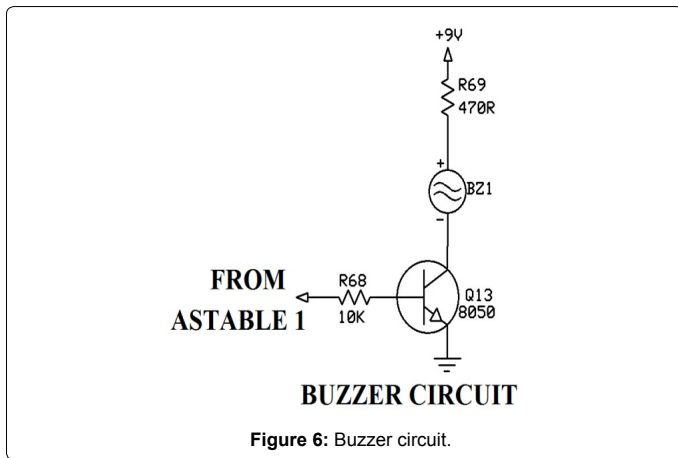 +9V
R69
470R
+
BZ1
-
FROM
ASTABLE 1
R68
10K
Q13
8050
BUZZER CIRCUIT
Figure 6: Buzzer circuit.